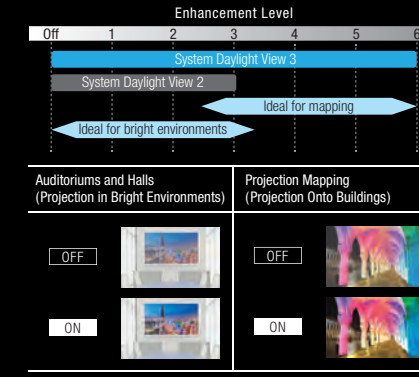 Enhancement Level
Off 1 2 3 4 5 6
System Daylight View 3
System Daylight View 2
Ideal for mapping
Ideal for bright environments
Auditoriums and Halls
(Projection in Bright Environments)
Projection Mapping
(Projection Onto Buildings)
OFF
OFF
ON
ON